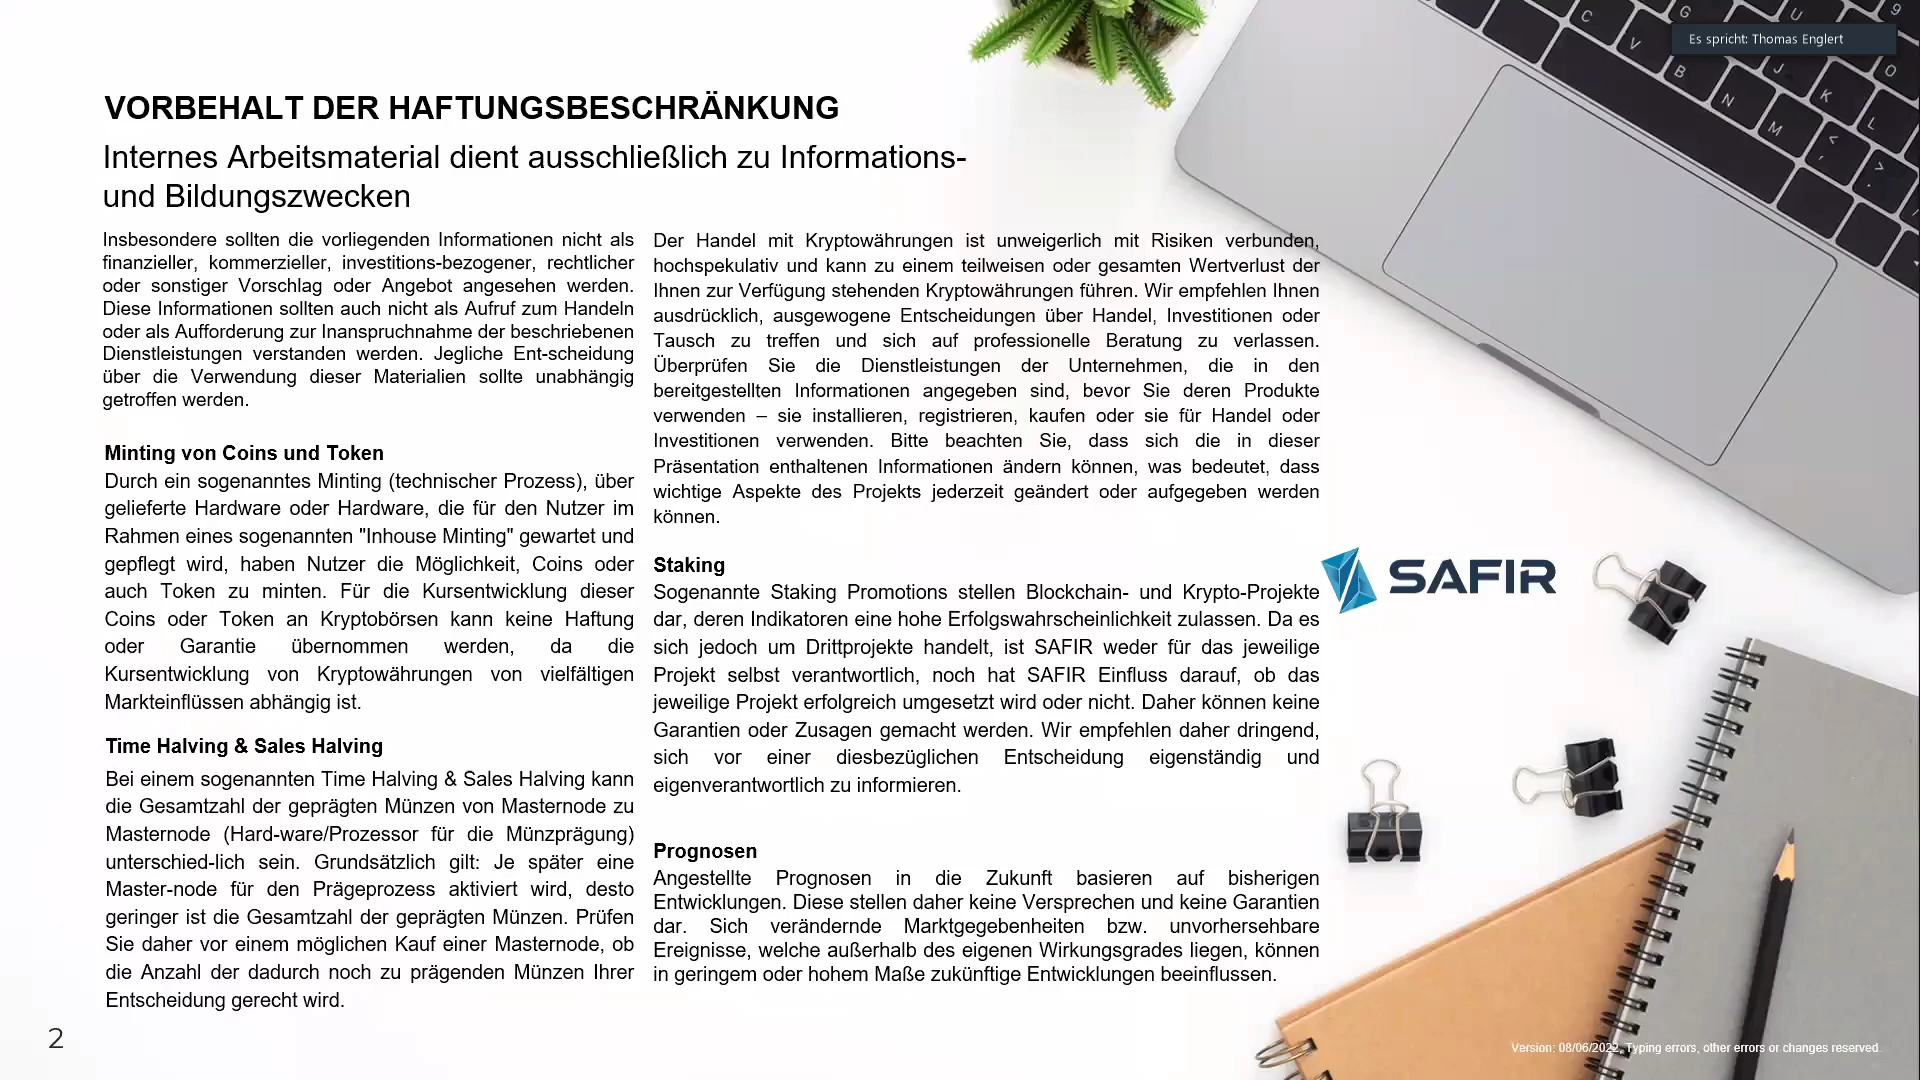 Es spricht: Thomas Englert
VORBEHALT DER HAFTUNGSBESCHRÄNKUNG
Internes Arbeitsmaterial dient ausschließlich zu Informations-
und Bildungszwecken
Insbesondere sollten die vorliegenden Informationen nicht als
finanzieller, kommerzieller, investitions-bezogener, rechtlicher
oder sonstiger Vorschlag oder Angebot angesehen werden.
Diese Informationen sollten auch nicht als Aufruf zum Handeln
oder als Aufforderung zur Inanspruchnahme der beschriebenen
Dienstleistungen verstanden werden. Jegliche Ent-scheidung
über die Verwendung dieser Materialien sollte unabhängig
getroffen werden.
Minting von Coins und Token
Durch ein sogenanntes Minting (technischer Prozess), über
gelieferte Hardware oder Hardware, die für den Nutzer im
Rahmen eines sogenannten "Inhouse Minting" gewartet und
gepflegt wird, haben Nutzer die Möglichkeit, Coins oder
auch Token zu minten. Für die Kursentwicklung dieser
Coins oder Token an Kryptobörsen kann keine Haftung
oder Garantie übernommen werden, da die
Kursentwicklung von Kryptowährungen von vielfältigen
Markteinflüssen abhängig ist.
Time Halving & Sales Halving
Bei einem sogenannten Time Halving & Sales Halving kann
die Gesamtzahl der geprägten Münzen von Masternode zu
Masternode (Hard-ware/Prozessor für die Münzprägung)
unterschied-lich sein. Grundsätzlich gilt: Je später eine
Master-node für den Prägeprozess aktiviert wird, desto
geringer ist die Gesamtzahl der geprägten Münzen. Prüfen
Sie daher vor einem möglichen Kauf einer Masternode, ob
die Anzahl der dadurch noch zu prägenden Münzen Ihrer
Entscheidung gerecht wird.
Der Handel mit Kryptowährungen ist unweigerlich mit Risiken verbunden,
hochspekulativ und kann zu einem teilweisen oder gesamten Wertverlust der
Ihnen zur Verfügung stehenden Kryptowährungen führen. Wir empfehlen Ihnen
ausdrücklich, ausgewogene Entscheidungen über Handel, Investitionen oder
Tausch zu treffen und sich auf professionelle Beratung zu verlassen.
Überprüfen Sie die Dienstleistungen der Unternehmen, die in den
bereitgestellten Informationen angegeben sind, bevor Sie deren Produkte
verwenden – sie installieren, registrieren, kaufen oder sie für Handel oder
Investitionen verwenden. Bitte beachten Sie, dass sich die in dieser
Präsentation enthaltenen Informationen ändern können, was bedeutet, dass
wichtige Aspekte des Projekts jederzeit geändert oder aufgegeben werden
können.
Staking
Sogenannte Staking Promotions stellen Blockchain- und Krypto-Projekte
dar, deren Indikatoren eine hohe Erfolgswahrscheinlichkeit zulassen. Da es
sich jedoch um Drittprojekte handelt, ist SAFIR weder für das jeweilige
Projekt selbst verantwortlich, noch hat SAFIR Einfluss darauf, ob das
jeweilige Projekt erfolgreich umgesetzt wird oder nicht. Daher können keine
Garantien oder Zusagen gemacht werden. Wir empfehlen daher dringend,
sich vor einer diesbezüglichen Entscheidung eigenständig und
eigenverantwortlich zu informieren.
Prognosen
Angestellte Prognosen in die Zukunft basieren auf bisherigen
Entwicklungen. Diese stellen daher keine Versprechen und keine Garantien
dar. Sich verändernde Marktgegebenheiten bzw. unvorhersehbare
Ereignisse, welche außerhalb des eigenen Wirkungsgrades liegen, können
in geringem oder hohem Maße zukünftige Entwicklungen beeinflussen.
SAFIR
2
Version: 08/06/2022, Typing errors, other errors or changes reserved.